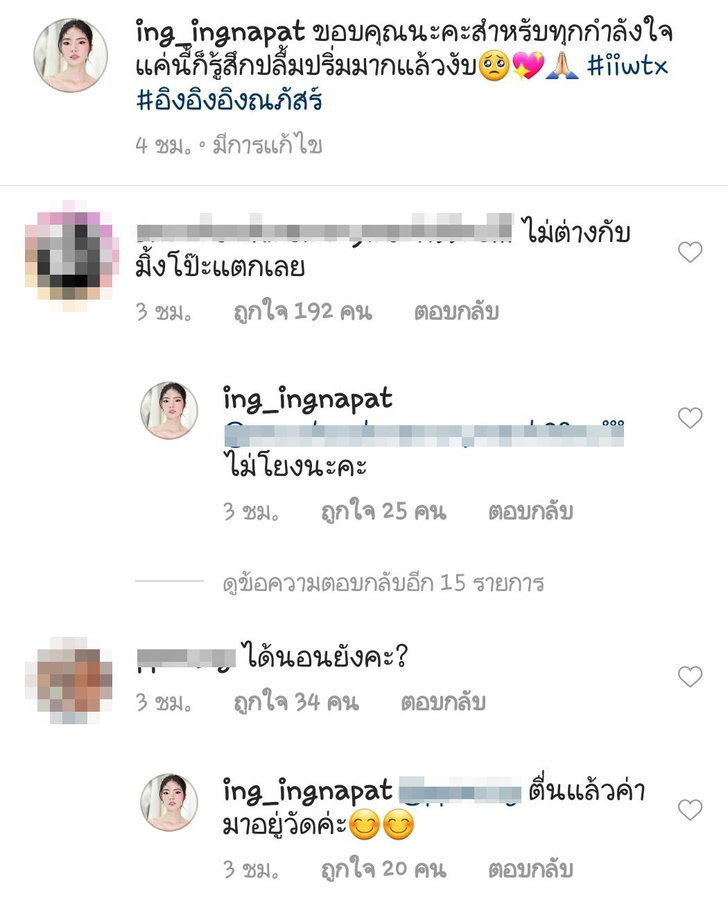 ing_ingnapat ขอบคุณนะคะสำหรับทุกกำลังใจ
แค่นี้ก็รู้สึกปลื้มปริ่มมากแล้วงับ🥺💖🙏🏻 #iiwtx
#อิงอิงอิงณภัสร์
4 ชม. • มีการแก้ไข
ไม่ต่างกับ
มิ้งโป๊ะแตกเลย
3 ชม. ถูกใจ 192 คน ตอบกลับ
ing_ingnapat
ไม่โยงนะคะ
3 ชม. ถูกใจ 25 คน ตอบกลับ
ดูข้อความตอบกลับอีก 15 รายการ
ได้นอนยังคะ?
3 ชม. ถูกใจ 34 คน ตอบกลับ
ing_ingnapat ตื่นแล้วค่า
มาอยู่วัดค่ะ😊😊
3 ชม. ถูกใจ 20 คน ตอบกลับ